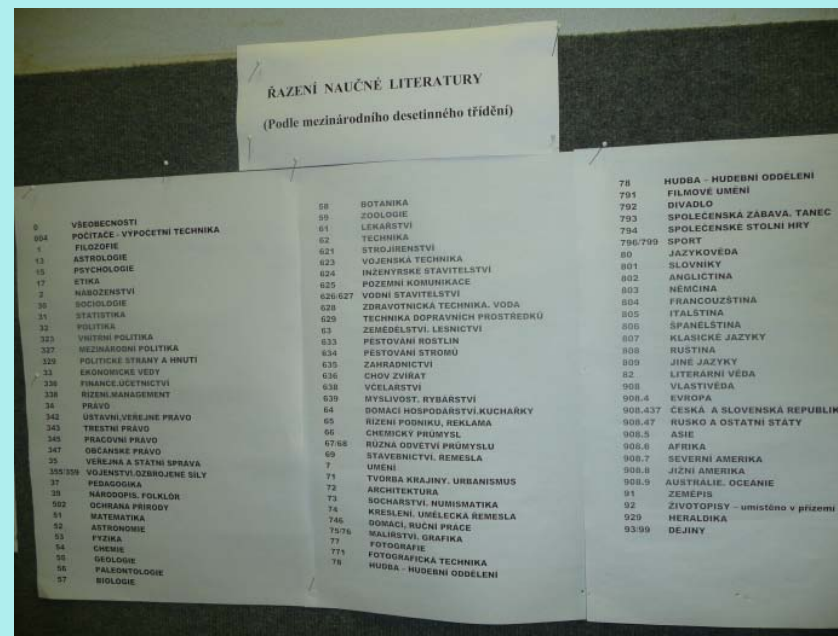 ŘAZENÍ NAUČNÉ LITERATURY
(Podle mezinárodního desetinného třídění)
0 VŠEOBECNOSTI
004 POČÍTAČE - VÝPOČETNÍ TECHNIKA
1 FILOZOFIE
13 ASTROLOGIE
15 PSYCHOLOGIE
17 ETIKA
2 NÁBOŽENSTVÍ
30 SOCIOLOGIE
31 STATISTIKA
32 POLITIKA
323 VNITŘNÍ POLITIKA
327 MEZINÁRODNÍ POLITIKA
329 POLITICKÉ STRANY A HNUTÍ
33 EKONOMICKÉ VĚDY
336 FINANCE.ÚČETNICTVÍ
338 ŘÍZENÍ.MANAGEMENT
34 PRÁVO
342 ÚSTAVNÍ,VEŘEJNÉ PRÁVO
343 TRESTNÍ PRÁVO
349 PRACOVNÍ PRÁVO
347 OBČANSKÉ PRÁVO
35 VEŘEJNÁ A STÁTNÍ SPRÁVA
355/359 VOJENSTVÍ.OZBROJENÉ SÍLY
37 PEDAGOGIKA
39 NÁRODOPIS. FOLKLÓR
502 OCHRANA PŘÍRODY
51 MATEMATIKA
52 ASTRONOMIE
53 FYZIKA
54 CHEMIE
55 GEOLOGIE
56 PALEONTOLOGIE
57 BIOLOGIE
58 BOTANIKA
59 ZOOLOGIE
61 LÉKAŘSTVÍ
62 TECHNIKA
621 STROJÍRENSTVÍ
623 VOJENSKÁ TECHNIKA
624 INŽENÝRSKÉ STAVITELSTVÍ
625 POZEMNÍ KOMUNIKACE
626/627 VODNÍ STAVITELSTVÍ
628 ZDRAVOTNICKÁ TECHNIKA. VODA
629 TECHNIKA DOPRAVNÍCH PROSTŘEDKŮ
63 ZEMĚDĚLSTVÍ. LESNICTVÍ
633 PĚSTOVÁNÍ ROSTLIN
634 PĚSTOVÁNÍ STROMŮ
635 ZAHRADNICTVÍ
636 CHOV ZVÍŘAT
638 VČELAŘSTVÍ
639 MYSLIVOST. RYBÁŘSTVÍ
64 DOMÁCÍ HOSPODÁŘSTVÍ.KUCHAŘKY
65 ŘÍZENÍ PODNIKU, REKLAMA
66 CHEMICKÝ PRŮMYSL
67/68 RŮZNÁ ODVĚTVÍ PRŮMYSLU
69 STAVEBNICTVÍ. ŘEMESLA
7 UMĚNÍ
71 TVORBA KRAJINY. URBANISMUS
72 ARCHITEKTURA
73 SOCHAŘSTVÍ. NUMISMATIKA
74 KRESLENÍ. UMĚLECKÁ ŘEMESLA
746 DOMÁCÍ, RUČNÍ PRÁCE
75/76 MALÍŘSTVÍ. GRAFIKA
77 FOTOGRAFIE
771 FOTOGRAFICKÁ TECHNIKA
78 HUDBA - HUDEBNÍ ODDĚLENÍ
78 HUDBA - HUDEBNÍ ODDĚLENÍ
791 FILMOVÉ UMĚNÍ
792 DIVADLO
793 SPOLEČENSKÁ ZÁBAVA. TANEC
794 SPOLEČENSKÉ STOLNÍ HRY
796/799 SPORT
80 JAZYKOVĚDA
801 SLOVNÍKY
802 ANGLIČTINA
803 NĚMČINA
804 FRANCOUZŠTINA
805 ITALŠTINA
806 ŠPANĚLŠTINA
807 KLASICKÉ JAZYKY
808 RUŠTINA
809 JINÉ JAZYKY
82 LITERÁRNÍ VĚDA
908 VLASTIVĚDA
908.4 EVROPA
908.437 ČESKÁ A SLOVENSKÁ REPUBLIK
908.47 RUSKO A OSTATNÍ STÁTY
908.5 ASIE
908.6 AFRIKA
908.7 SEVERNÍ AMERIKA
908.8 JIŽNÍ AMERIKA
908.9 AUSTRÁLIE. OCEÁNIE
91 ZEMĚPIS
92 ŽIVOTOPISY – umístěno v přízemí
929 HERALDIKA
93/99 DĚJINY